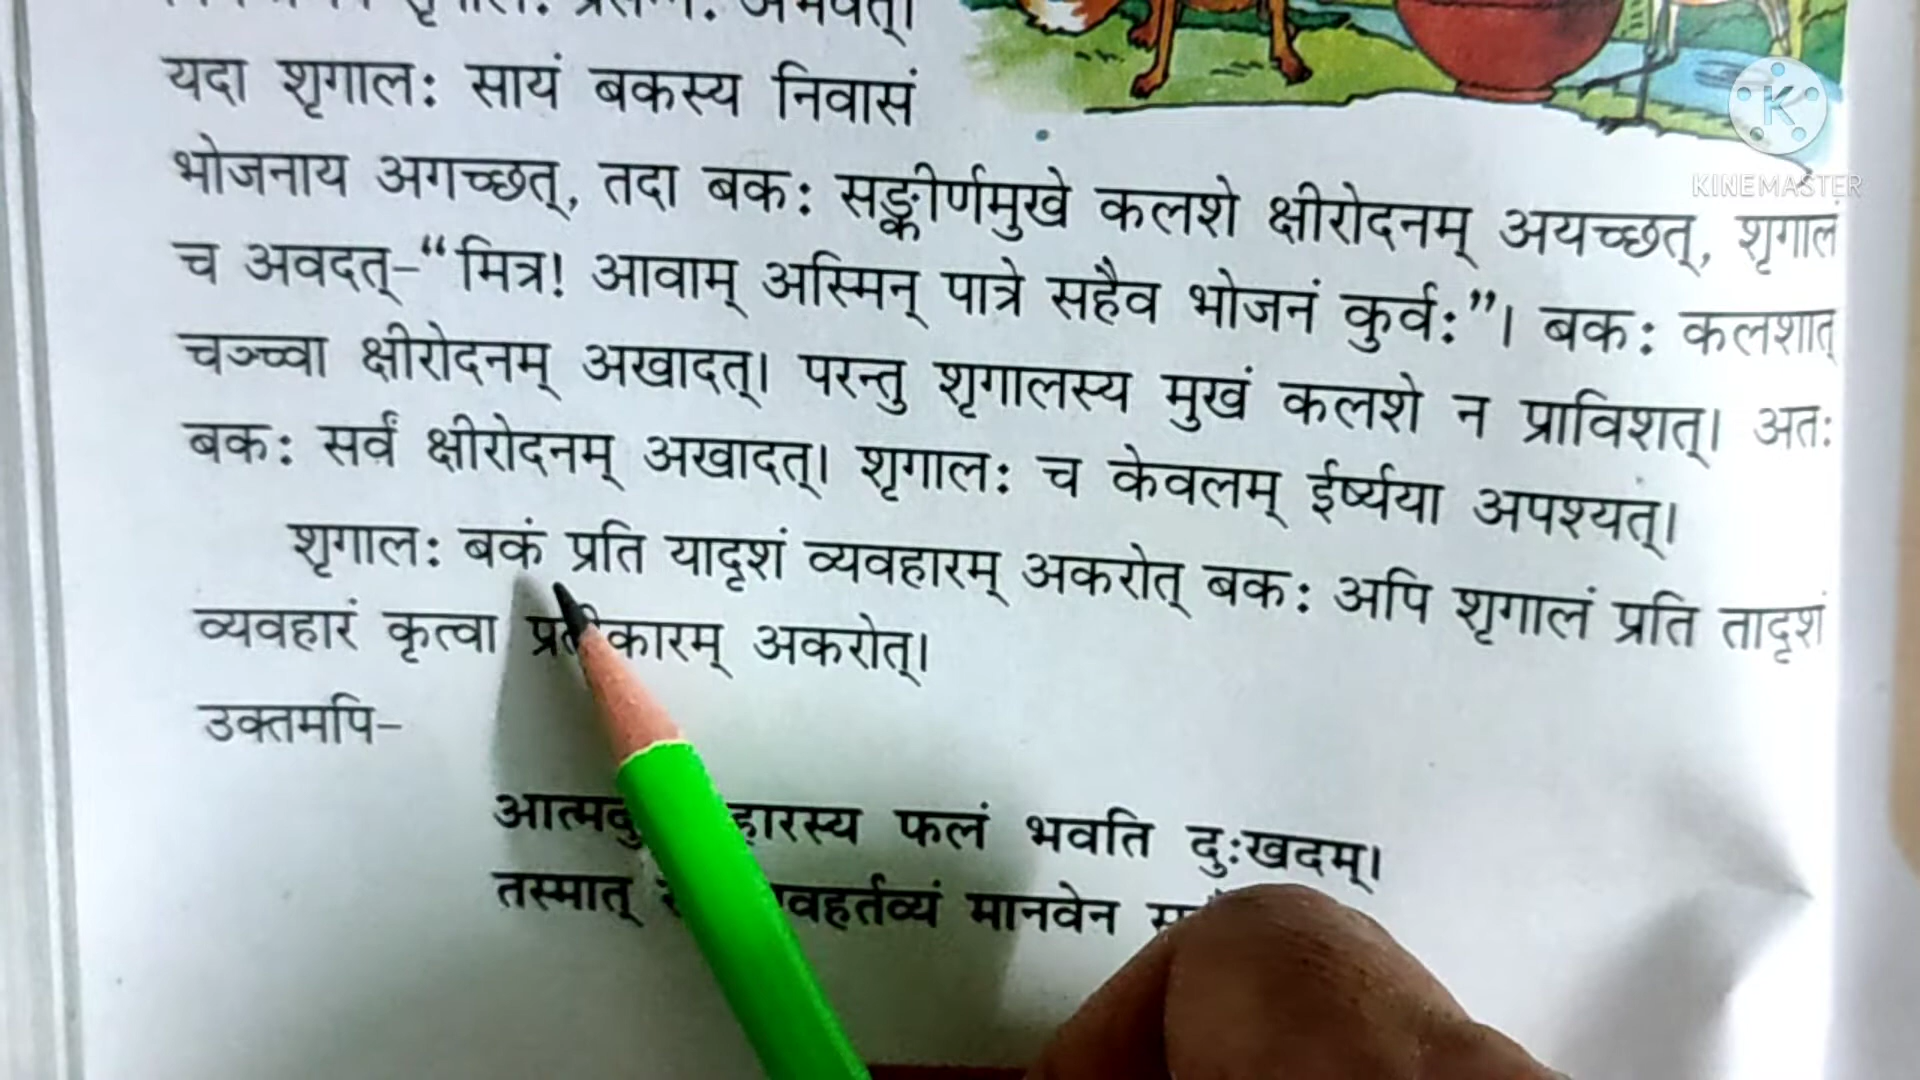 शृगालः प्रसन्नः अभवत्।
यदा शृगालः सायं बकस्य निवासं
भोजनाय अगच्छत्, तदा बकः सङ्कीर्णमुखे कलशे क्षीरोदनम् अयच्छत्, शृगालं
च अवदत्–“मित्र! आवाम् अस्मिन् पात्रे सहैव भोजनं कुर्वः”। बकः कलशात्
चञ्च्वा क्षीरोदनम् अखादत्। परन्तु शृगालस्य मुखं कलशे न प्राविशत्। अतः
बकः सर्वं क्षीरोदनम् अखादत्। शृगालः च केवलम् ईर्ष्यया अपश्यत्।
शृगालः बकं प्रति यादृशं व्यवहारम् अकरोत् बकः अपि शृगालं प्रति तादृशं
व्यवहारं कृत्वा प्रतीकारम् अकरोत्।
उक्तमपि–
फलं भवति दुःखदम्।
तस्मात् मानवेन
KINEMASTER